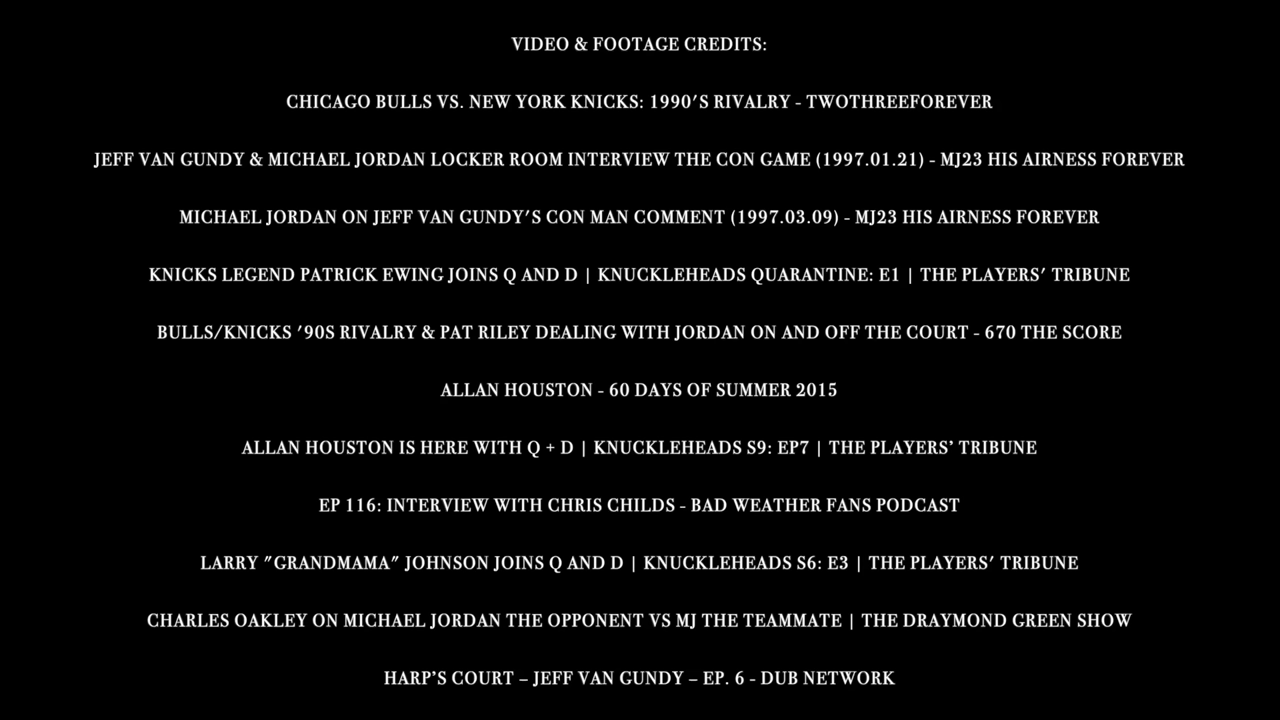 VIDEO & FOOTAGE CREDITS:
CHICAGO BULLS VS. NEW YORK KNICKS: 1990'S RIVALRY - TWOTHREEFOREVER
JEFF VAN GUNDY & MICHAEL JORDAN LOCKER ROOM INTERVIEW THE CON GAME (1997.01.21) - MJ23 HIS AIRNESS FOREVER
MICHAEL JORDAN ON JEFF VAN GUNDY'S CON MAN COMMENT (1997.03.09) - MJ23 HIS AIRNESS FOREVER
KNICKS LEGEND PATRICK EWING JOINS Q AND D | KNUCKLEHEADS QUARANTINE: E1 | THE PLAYERS' TRIBUNE
BULLS/KNICKS '90S RIVALRY & PAT RILEY DEALING WITH JORDAN ON AND OFF THE COURT - 670 THE SCORE
ALLAN HOUSTON - 60 DAYS OF SUMMER 2015
ALLAN HOUSTON IS HERE WITH Q + D | KNUCKLEHEADS S9: EP7 | THE PLAYERS’ TRIBUNE
EP 116: INTERVIEW WITH CHRIS CHILDS - BAD WEATHER FANS PODCAST
LARRY "GRANDMAMA" JOHNSON JOINS Q AND D | KNUCKLEHEADS S6: E3 | THE PLAYERS' TRIBUNE
CHARLES OAKLEY ON MICHAEL JORDAN THE OPPONENT VS MJ THE TEAMMATE | THE DRAYMOND GREEN SHOW
HARP’S COURT – JEFF VAN GUNDY – EP. 6 - DUB NETWORK